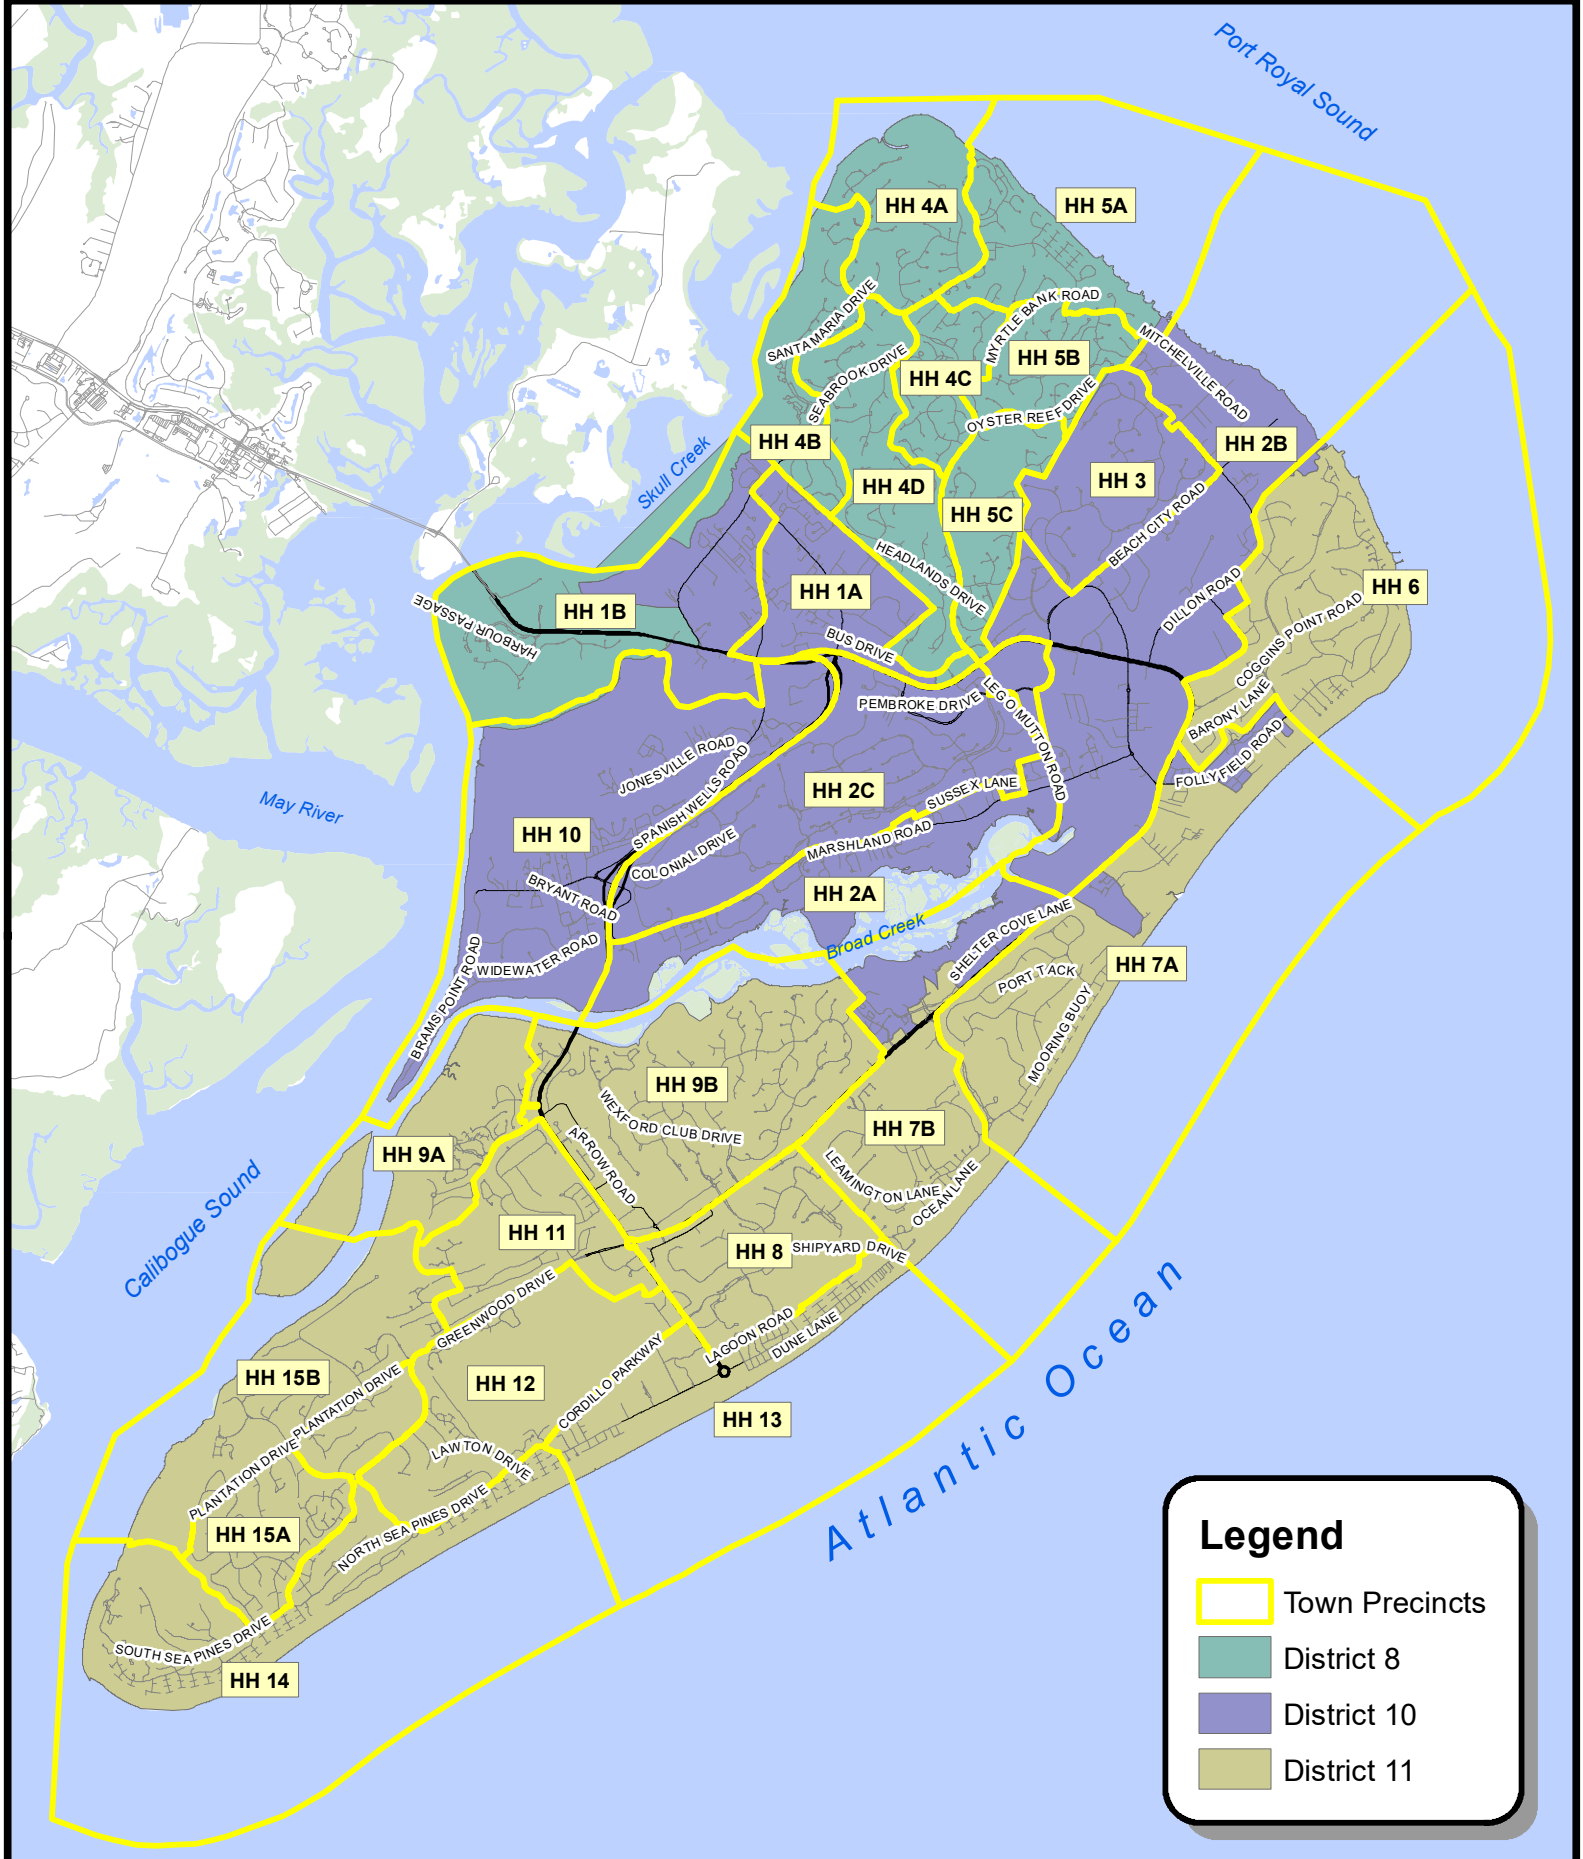 Port Royal Sound
HH 4A
HH 5A
SANTA MARIA DRIVE
MYRTLE BANK ROAD
MITCHELVILLE ROAD
SEABROOK DRIVE
HH 4C
HH 5B
OYSTER REEF DRIVE
HH 4B
HH 2B
Skull Creek
HH 4D
HH 3
HH 5C
BEACH CITY ROAD
HEADLANDS DRIVE
HH 1A
HH 1B
HARBOUR PASSAGE
DILLON ROAD
HH 6
COGGINS POINT ROAD
BUS DRIVE
PEMBROKE DRIVE
LEG O MUTTON ROAD
BARONY LANE
FOLLY FIELD ROAD
JONESVILLE ROAD
SPANISH WELLS ROAD
HH 2C
SUSSEX LANE
May River
HH 10
COLONIAL DRIVE
MARSHLAND ROAD
BRYANT ROAD
HH 2A
Broad Creek
SHELTER COVE LANE
WIDEWATER ROAD
BRAMS POINT ROAD
HH 7A
PORT TACK
MOORING BUOY
HH 9B
WEXFORD CLUB DRIVE
HH 7B
ARROW ROAD
HH 9A
LEAMINGTON LANE
OCEAN LANE
Calibogue Sound
HH 11
HH 8
SHIPYARD DRIVE
GREENWOOD DRIVE
LAGOON ROAD
DUNE LANE
Atlantic Ocean
HH 15B
PLANTATION DRIVE
HH 12
CORDILLO PARKWAY
HH 13
PLANTATION DRIVE
LAWTON DRIVE
NORTH SEA PINES DRIVE
HH 15A
SOUTH SEA PINES DRIVE
HH 14
Legend
Town Precincts
District 8
District 10
District 11